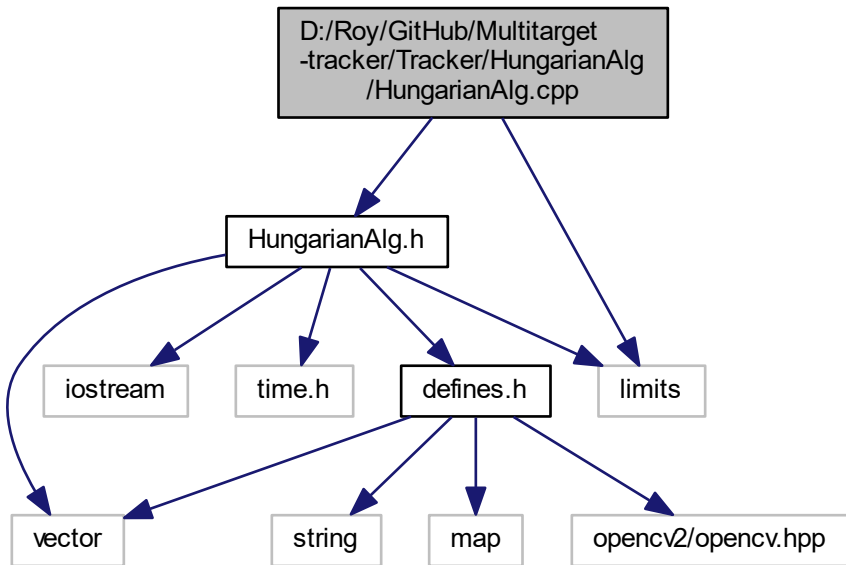 D:/Roy/GitHub/Multitarget
-tracker/Tracker/HungarianAlg
/HungarianAlg.cpp
HungarianAlg.h
iostream
time.h
defines.h
limits
vector
string
map
opencv2/opencv.hpp